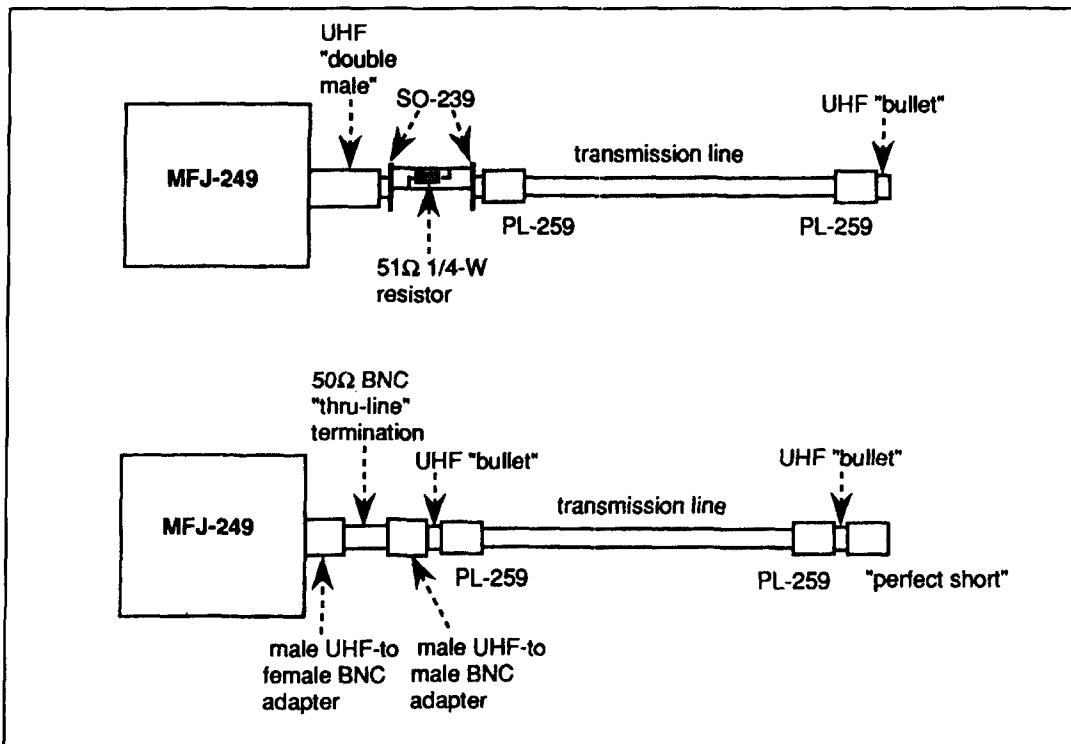 UHF
"double
male"
SO-239
UHF "bullet"
MFJ-249
transmission line
PL-259
PL-259
51Ω 1/4-W
resistor
50Ω BNC
"thru-line"
termination
UHF "bullet"
UHF "bullet"
MFJ-249
transmission line
PL-259
PL-259
"perfect short"
male UHF-to
female BNC
adapter
male UHF-to
male BNC
adapter